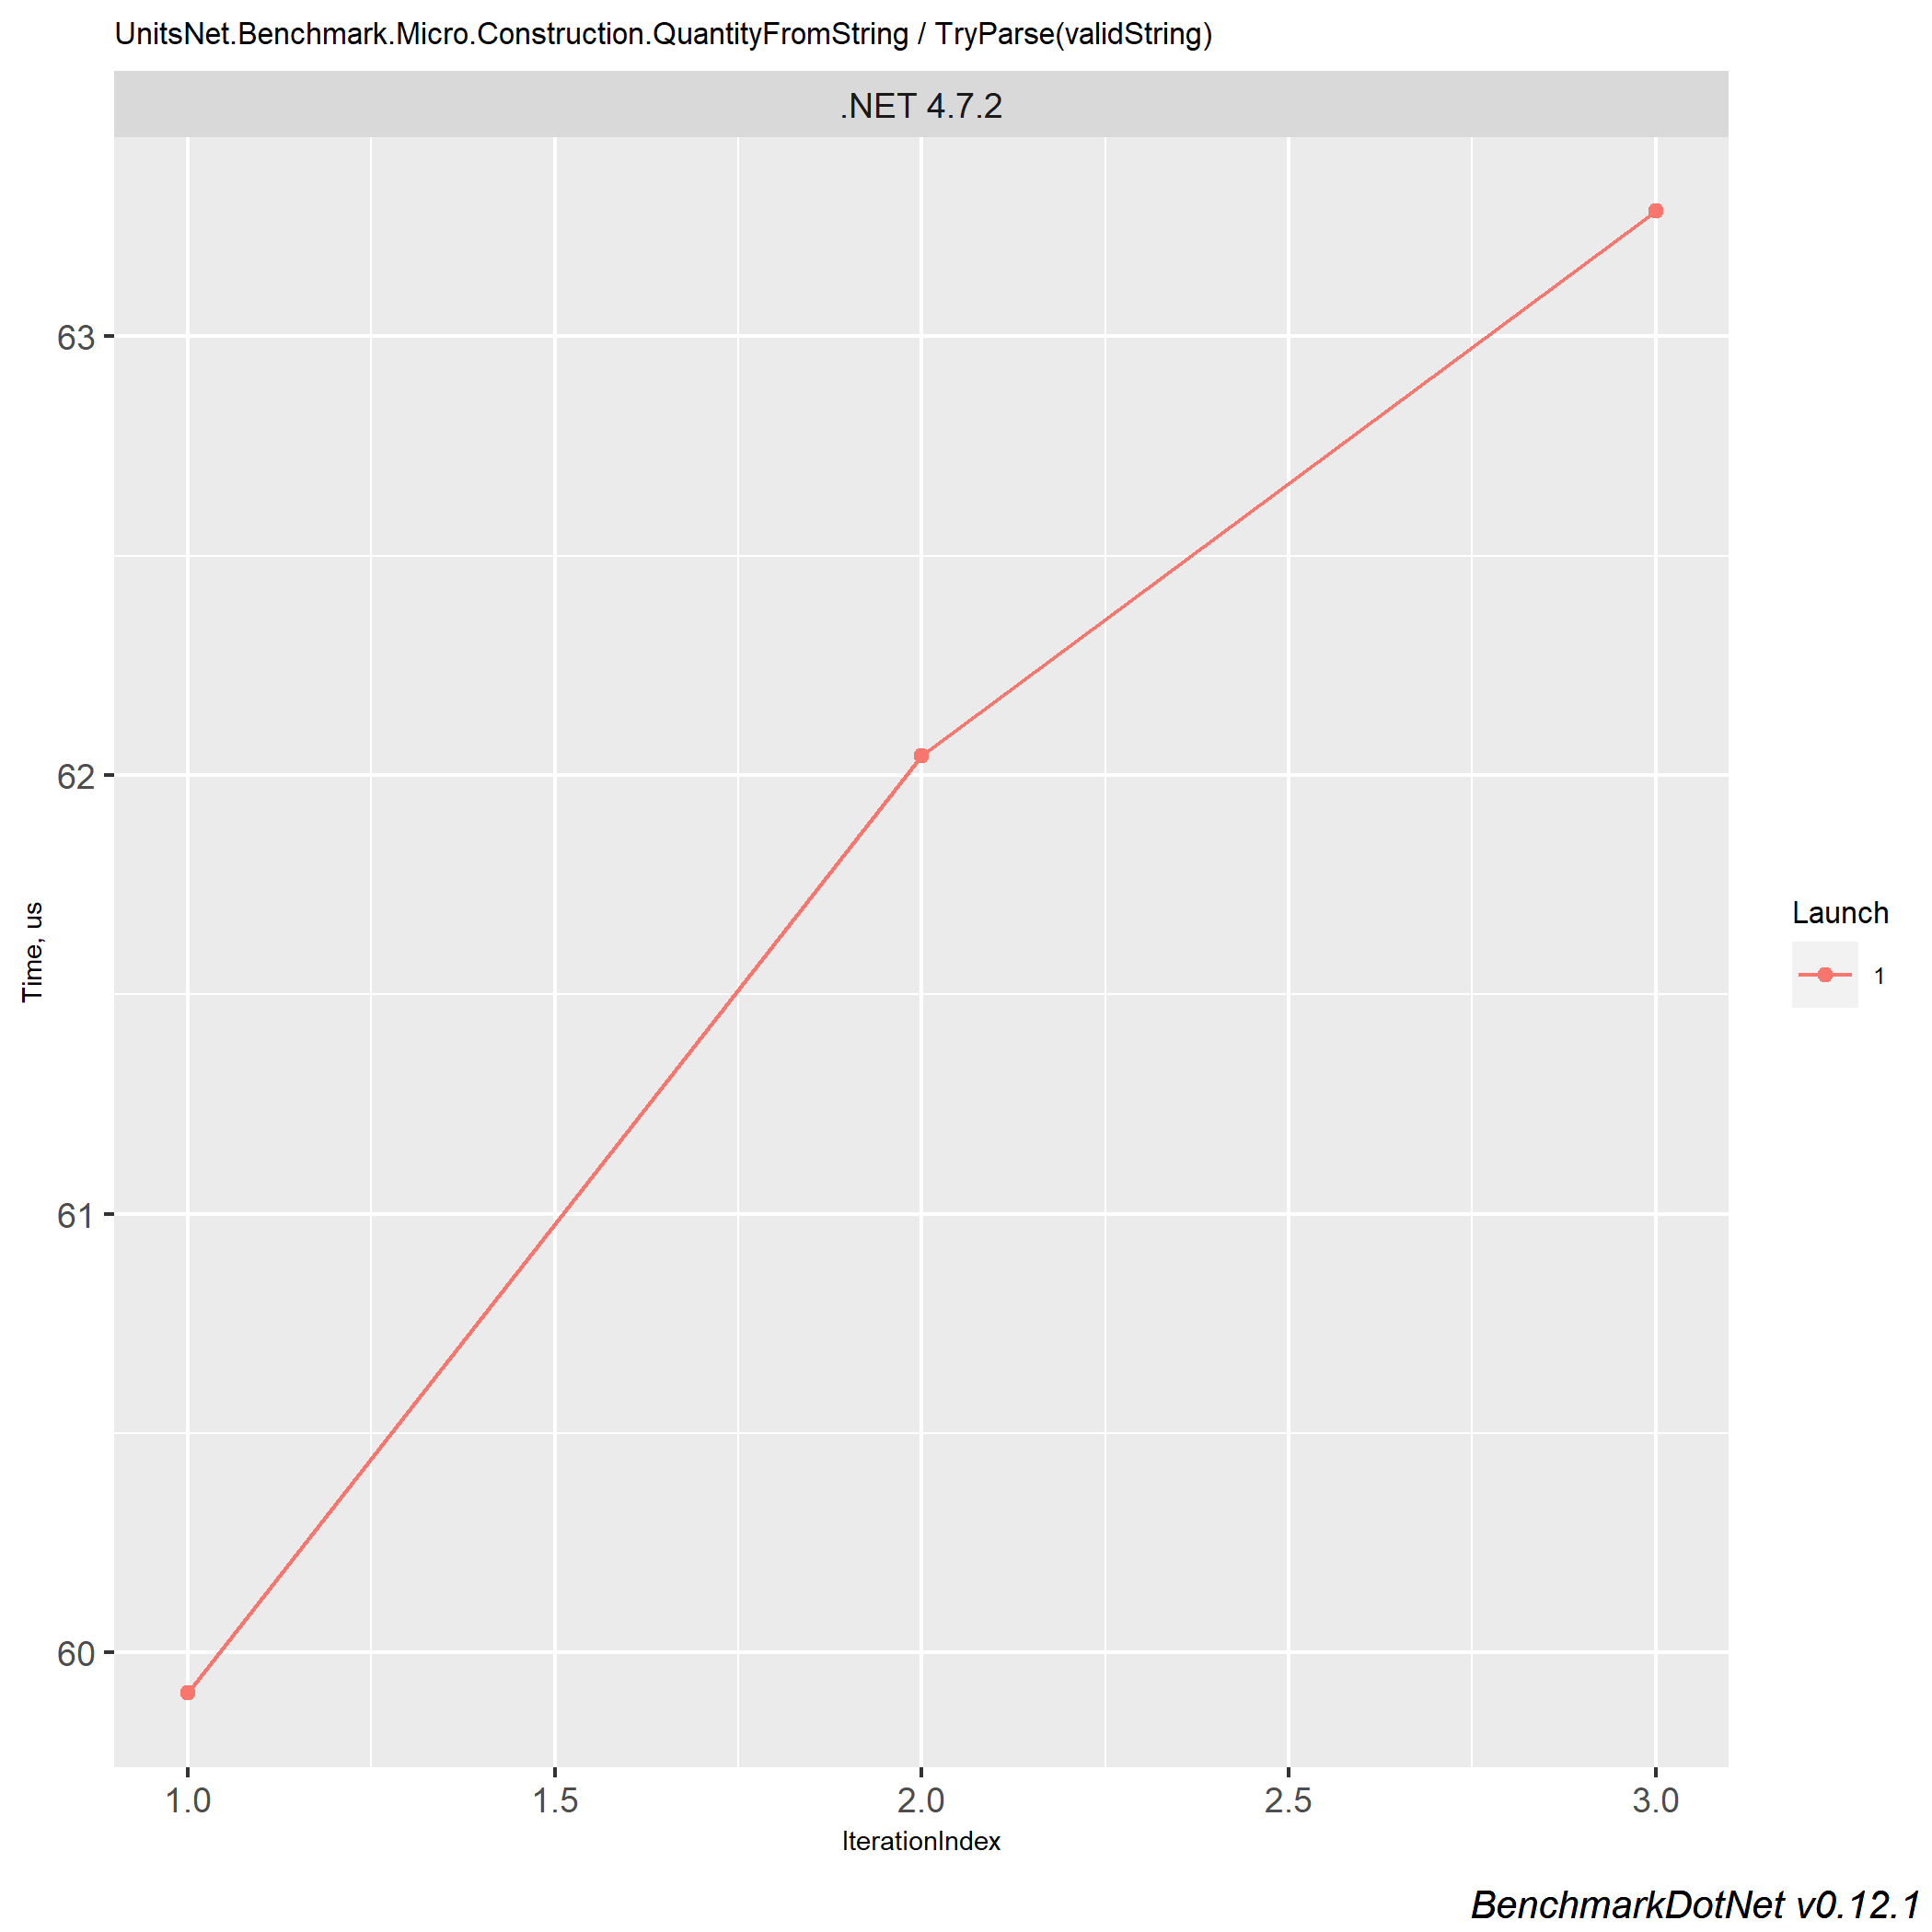 UnitsNet.Benchmark.Micro.Construction.QuantityFromString / TryParse(validString)
.NET 4.7.2
63
62
61
60
Time, us
1.0 1.5 2.0 2.5 3.0
IterationIndex
Launch
1
BenchmarkDotNet v0.12.1